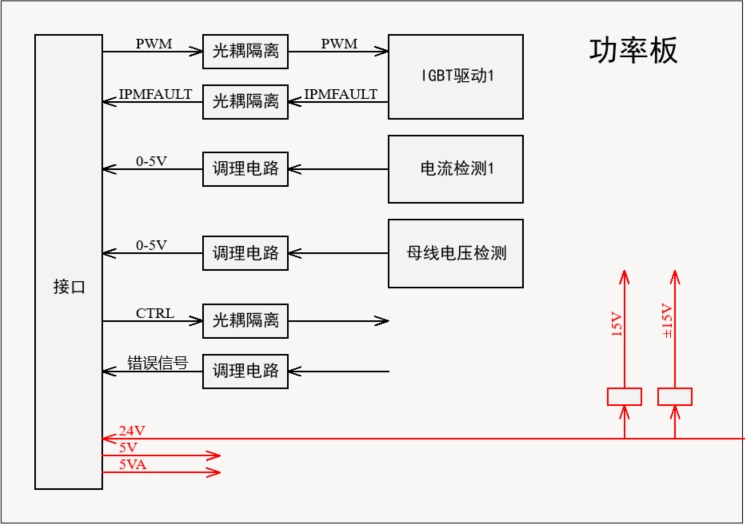 功率板
PWM
光耦隔离
PWM
IGBT驱动1
IPMFAULT
光耦隔离
IPMFAULT
0-5V
调理电路
电流检测1
0-5V
调理电路
母线电压检测
接口
CTRL
光耦隔离
错误信号
调理电路
15V
±15V
24V
5V
5VA